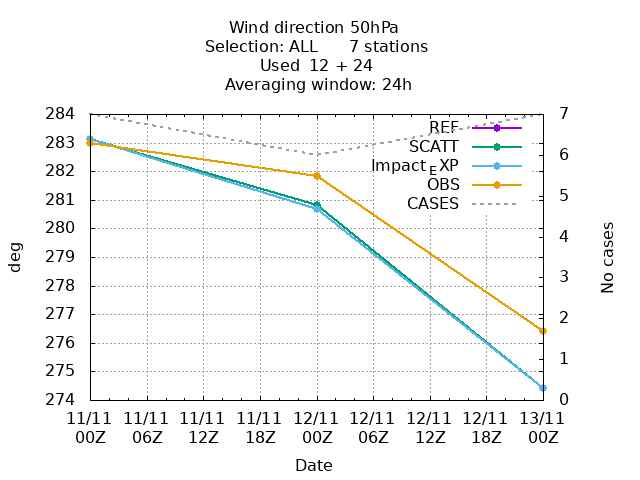 Wind direction 50hPa
Selection: ALL 7 stations
Used 12 + 24
Averaging window: 24h
284
283
282
281
280
279
278
277
276
275
274
7
6
5
4
3
2
1
0
REF
SCATT
Impact_EXP
OBS
CASES
deg
No cases
11/11 11/11 11/11 11/11 12/11 12/11 12/11 12/11 13/11
00Z 06Z 12Z 18Z 00Z 06Z 12Z 18Z 00Z
Date